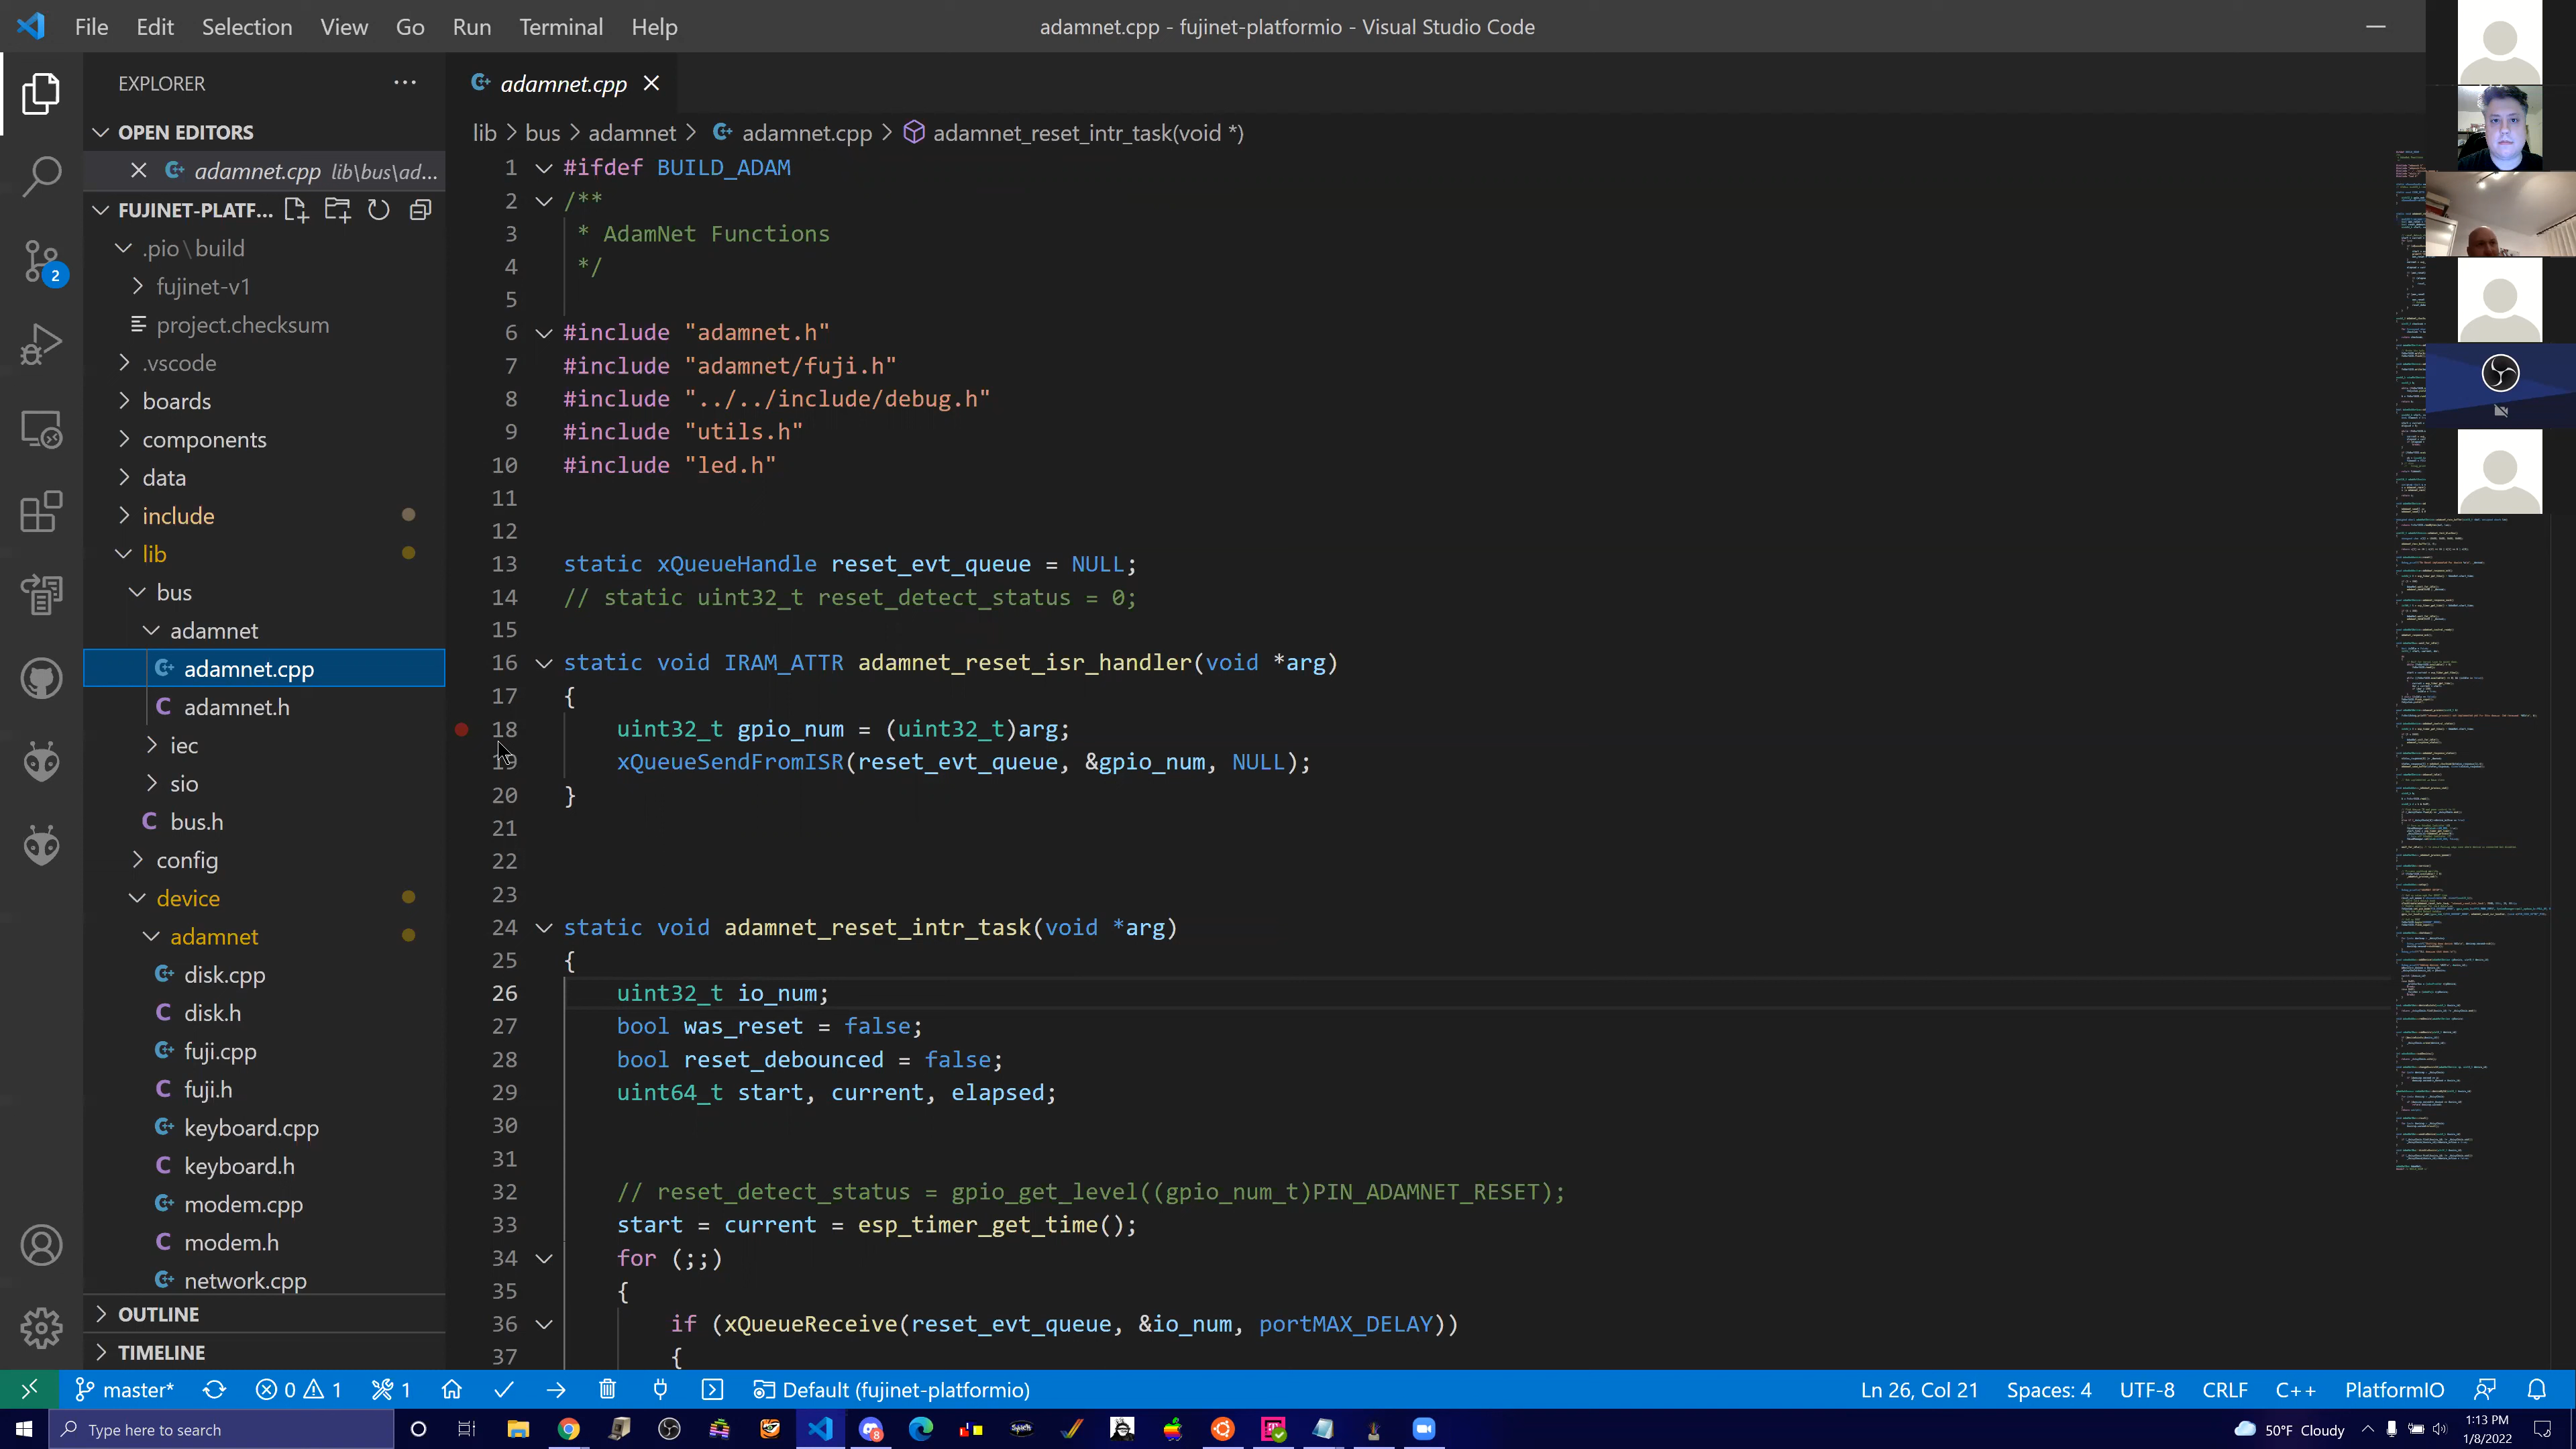 File Edit Selection View Go Run Terminal Help
adamnet.cpp - fujinet-platformio - Visual Studio Code
EXPLORER
OPEN EDITORS
adamnet.cpp lib\bus\ad...
FUJINET-PLATF...
.pio\build
fujinet-v1
project.checksum
.vscode
boards
components
data
include
lib
bus
adamnet
adamnet.cpp
adamnet.h
iec
sio
bus.h
config
device
adamnet
disk.cpp
disk.h
fuji.cpp
fuji.h
keyboard.cpp
keyboard.h
modem.cpp
modem.h
network.cpp
OUTLINE
TIMELINE
2
adamnet.cpp
lib > bus > adamnet > adamnet.cpp > adamnet_reset_intr_task(void *)
1 #ifdef BUILD_ADAM
2 /**
3 * AdamNet Functions
4 */
5
6 #include "adamnet.h"
7 #include "adamnet/fuji.h"
8 #include "../../include/debug.h"
9 #include "utils.h"
10 #include "led.h"
11
12
13 static xQueueHandle reset_evt_queue = NULL;
14 // static uint32_t reset_detect_status = 0;
15
16 static void IRAM_ATTR adamnet_reset_isr_handler(void *arg)
17 {
18 uint32_t gpio_num = (uint32_t)arg;
19 xQueueSendFromISR(reset_evt_queue, &gpio_num, NULL);
20 }
21
22
23
24 static void adamnet_reset_intr_task(void *arg)
25 {
26 uint32_t io_num;
27 bool was_reset = false;
28 bool reset_debounced = false;
29 uint64_t start, current, elapsed;
30
31
32 // reset_detect_status = gpio_get_level((gpio_num_t)PIN_ADAMNET_RESET);
33 start = current = esp_timer_get_time();
34 for (;;)
35 {
36 if (xQueueReceive(reset_evt_queue, &io_num, portMAX_DELAY))
37 {
master* 0 1 1 Default (fujinet-platformio) Ln 26, Col 21 Spaces: 4 UTF-8 CRLF C++ PlatformIO
Type here to search
8
50°F Cloudy
1:13 PM
1/8/2022